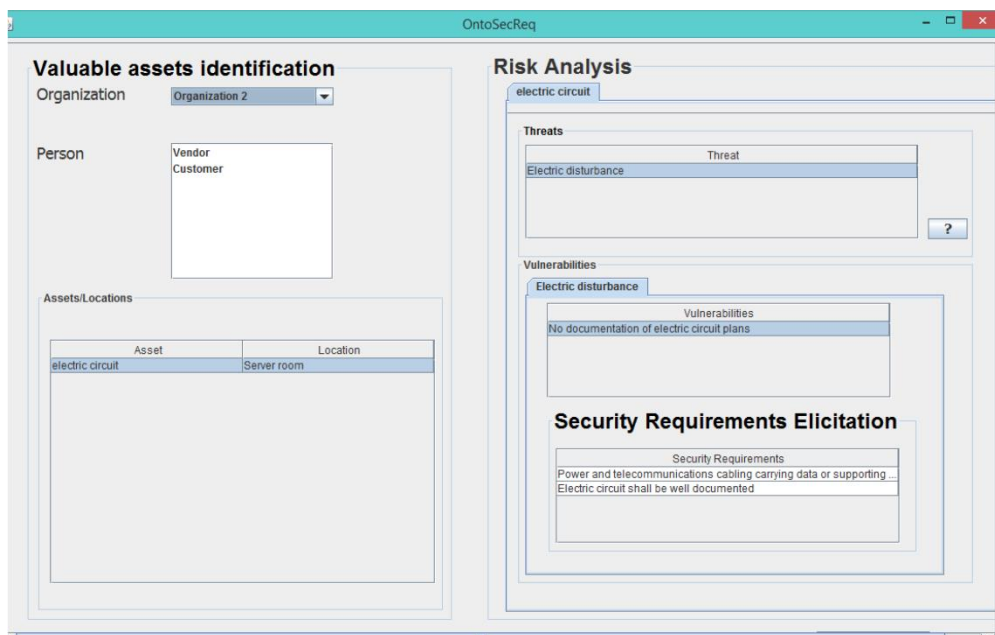 OntoSecReq
Valuable assets identification
Organization
Organization 2
Person
Vendor
Customer
Assets/Locations
Asset Location
electric circuit Server room
Risk Analysis
electric circuit
Threats
Threat
Electric disturbance
?
Vulnerabilities
Electric disturbance
Vulnerabilities
No documentation of electric circuit plans
Security Requirements Elicitation
Security Requirements
Power and telecommunications cabling carrying data or supporting ...
Electric circuit shall be well documented